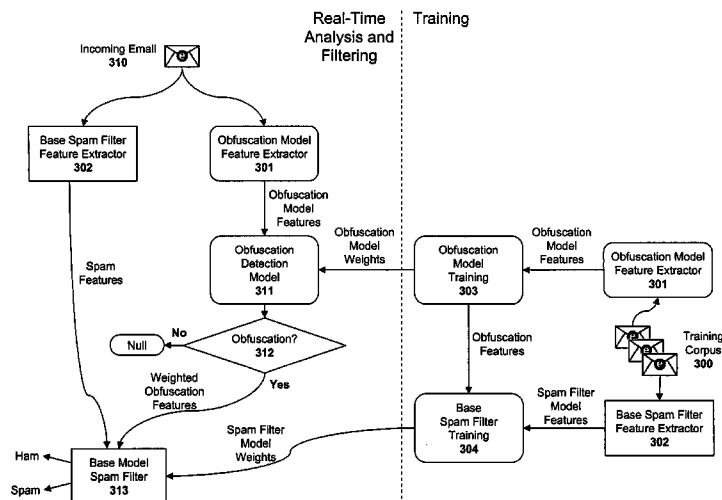 Real-Time
Analysis and
Filtering
Training
Incoming Email
310
Base Spam Filter
Feature Extractor
302
Obfuscation Model
Feature Extractor
301
Obfuscation
Model
Features
Spam
Features
Obfuscation
Detection
Model
311
Obfuscation
Model
Weights
Obfuscation
Model
Training
303
Obfuscation
Model
Features
Obfuscation Model
Feature Extractor
301
Null
No
Obfuscation?
312
Yes
Weighted
Obfuscation
Features
Obfuscation
Features
Training
Corpus
300
Base
Spam Filter
Training
304
Spam Filter
Model
Features
Base Spam Filter
Feature Extractor
302
Spam Filter
Model
Weights
Ham
Spam
Base Model
Spam Filter
313